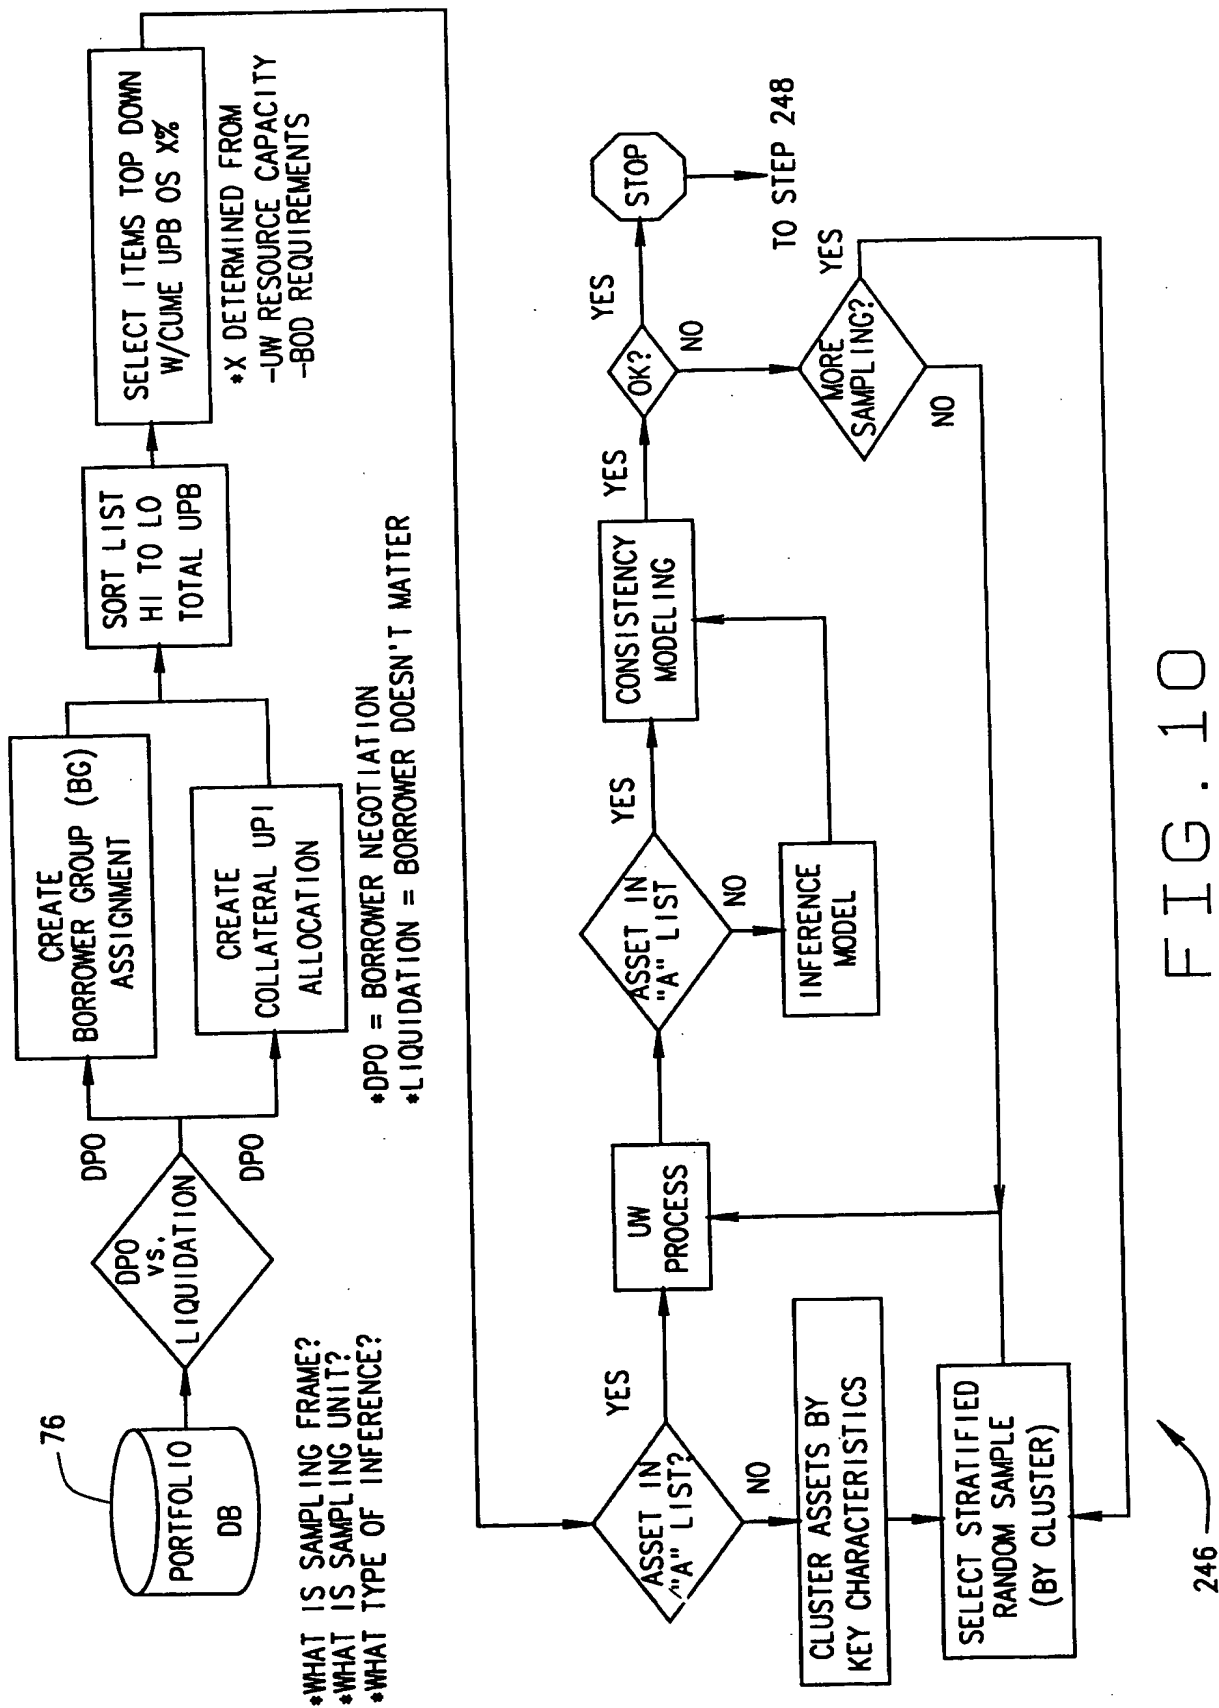 76
PORTFOLIO
DB
*WHAT IS SAMPLING FRAME?
*WHAT IS SAMPLING UNIT?
*WHAT TYPE OF INFERENCE?
DPO
vs.
LIQUIDATION
DPO
DPO
CREATE
BORROWER GROUP (BG)
ASSIGNMENT
CREATE
COLLATERAL UPI
ALLOCATION
*DPO = BORROWER NEGOTIATION
*LIQUIDATION = BORROWER DOESN'T MATTER
SORT LIST
HI TO LO
TOTAL UPB
SELECT ITEMS TOP DOWN
W/CUME UPB OS X%
*X DETERMINED FROM
-UW RESOURCE CAPACITY
-BOD REQUIREMENTS
ASSET IN
"A" LIST?
YES
NO
CLUSTER ASSETS BY
KEY CHARACTERISTICS
SELECT STRATIFIED
RANDOM SAMPLE
(BY CLUSTER)
UW
PROCESS
ASSET IN
"A" LIST
YES
NO
INFERENCE
MODEL
CONSISTENCY
MODELING
YES
OK?
YES
NO
STOP
TO STEP 248
MORE
SAMPLING?
YES
NO
246
FIG. 10